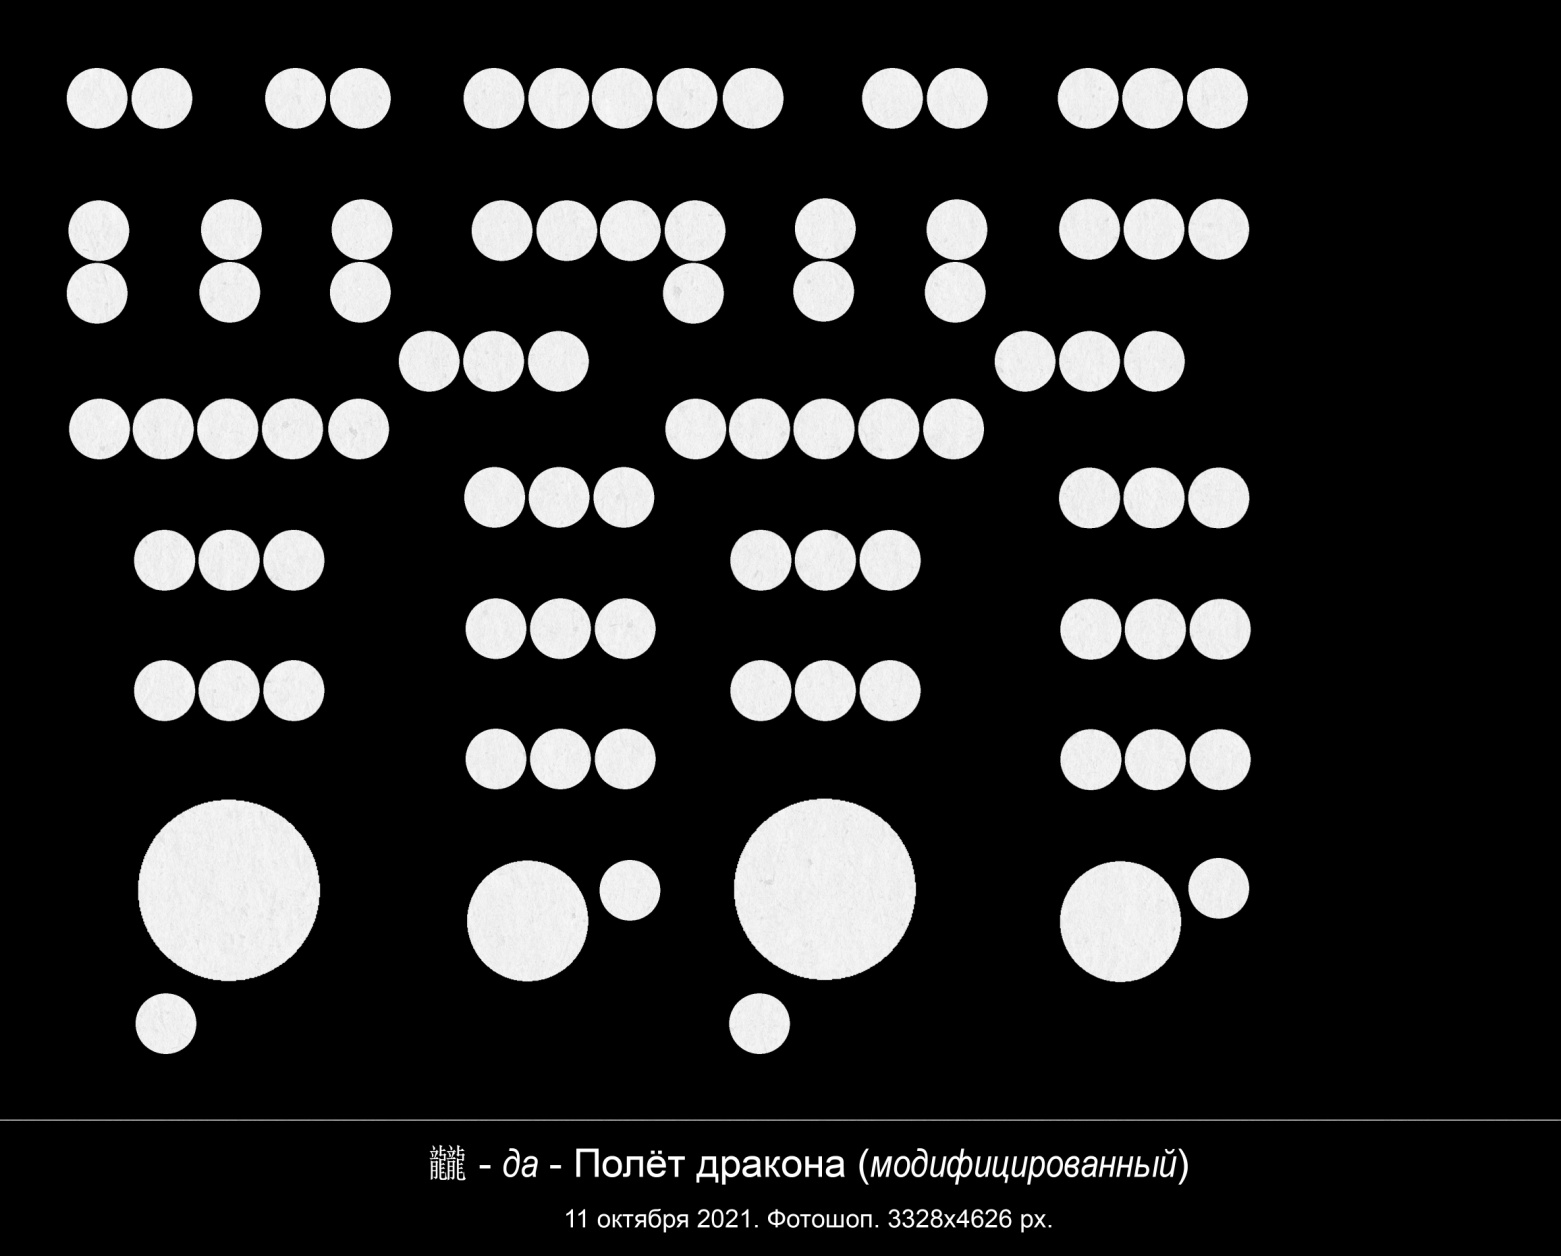 龖 - да - Полёт дракона (модифицированный)
11 октября 2021. Фотошоп. 3328x4626 px.